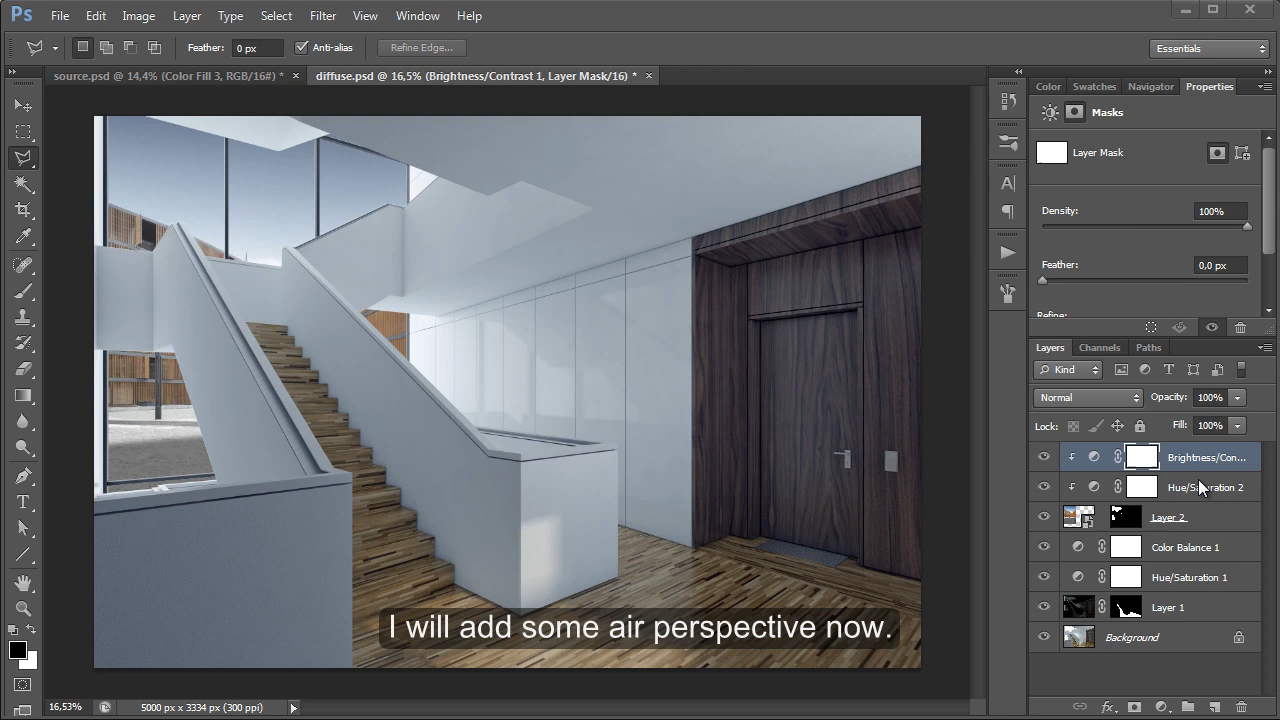 Ps File Edit Image Layer Type Select Filter View Window Help
Feather: 0 px Anti-alias Refine Edge... Essentials
source.psd @ 14,4% (Color Fill 3, RGB/16#) * × diffuse.psd @ 16,5% (Brightness/Contrast 1, Layer Mask/16) * ×
Color Swatches Navigator Properties
Masks
Layer Mask
Density: 100%
Feather: 0,0 px
Refine:
Layers Channels Paths
Kind
Normal Opacity: 100%
Lock: Fill: 100%
Brightness/Con...
Hue/Saturation 2
Layer 2
Color Balance 1
Hue/Saturation 1
Layer 1
Background
I will add some air perspective now.
16,53% 5000 px x 3334 px (300 ppi)